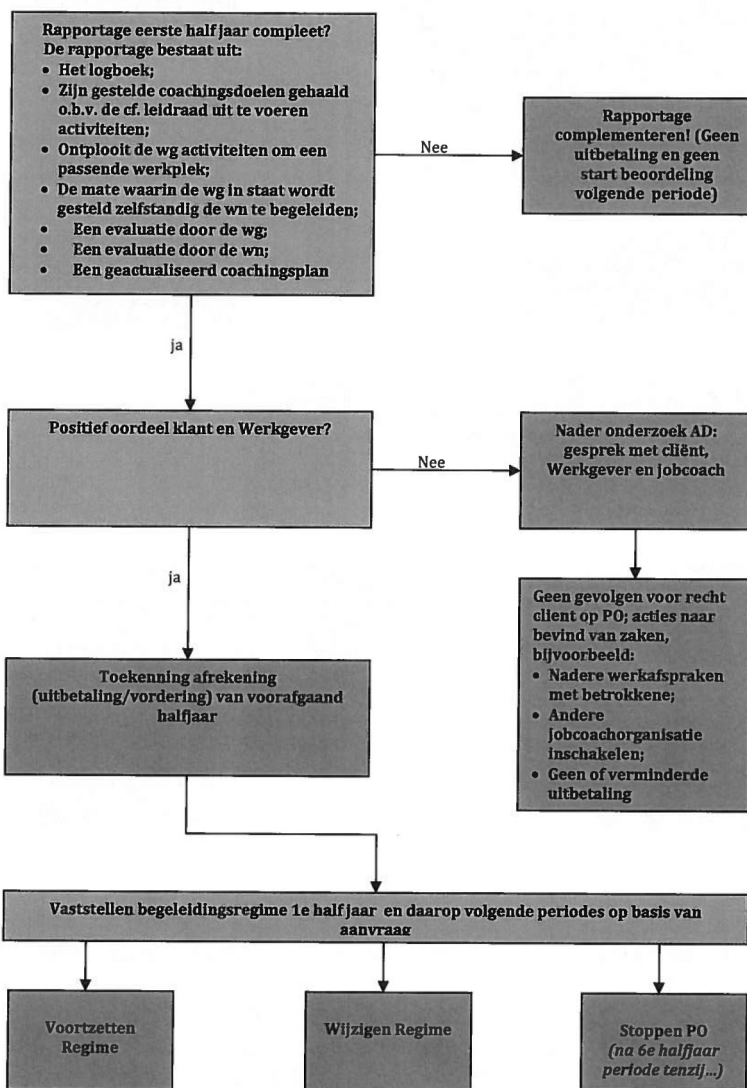 Rapportage eerste half jaar compleet?
De rapportage bestaat uit:
• Het logboek;
• Zijn gestelde coachingsdoelen gehaald
o.b.v. de cf. leidraad uit te voeren
activiteiten;
• Ontplooit de wg activiteiten om een
passende werkplek;
• De mate waarin de wg in staat wordt
gesteld zelfstandig de wn te begeleiden;
• Een evaluatie door de wg;
• Een evaluatie door de wn;
• Een geactualiseerd coachingsplan
Nee
Rapportage
complementeren! (Geen
uitbetaling en geen
start beoordeling
volgende periode)
ja
Positief oordeel klant en Werkgever?
Nee
Nader onderzoek AD:
gesprek met cliënt,
Werkgever en jobcoach
ja
Geen gevolgen voor recht
client op PO; acties naar
bevind van zaken,
bijvoorbeeld:
• Nadere werkafspraken
met betrokkene;
• Andere
jobcoachorganisatie
inschakelen;
• Geen of verminderde
uitbetaling
Toekenning afrekening
(uitbetaling/vordering) van voorafgaand
halfjaar
Vaststellen begeleidingsregime 1e half jaar en daarop volgende periodes op basis van
aanvraag
Voortzetten
Regime
Wijzigen Regime
Stoppen PO
(na 6e halfjaar
periode tenzij...)